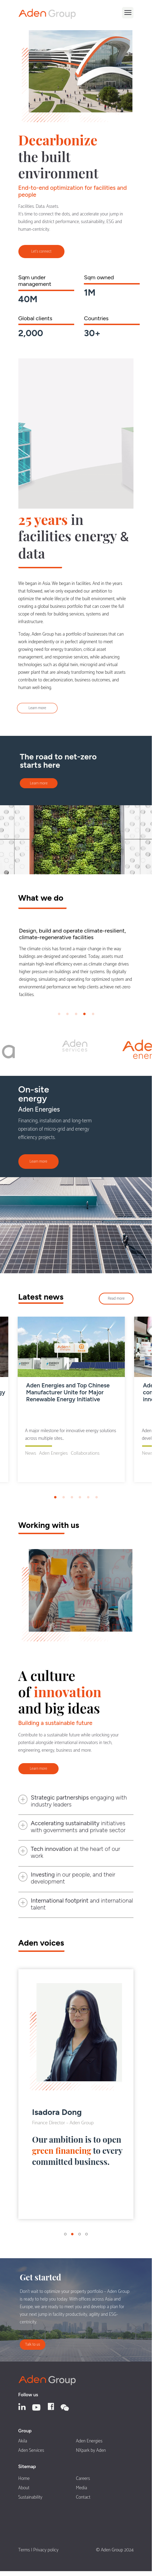 Aden Group
Decarbonize
the built
environment
End-to-end optimization for facilities and
people
Facilities. Data. Assets.
It's time to connect the dots, and accelerate your jump in
building and district performance, sustainability, ESG and
human-centricity.
Sqm under
management
40M
Sqm owned
1M
Global clients
2,000
Countries
30+
25 years in
facilities energy &
data
We began in Asia. We began in facilities. And in the years
that followed, we've only expanded our ambition to
optimize the whole lifecycle of the built environment, while
creating a global business portfolio that can cover the full
scope of needs for building services, systems and
infrastructure.
Today, Aden Group has a portfolio of businesses that can
work independently or in perfect alignment to meet
growing need for energy transition, critical asset
management, and responsive services, while advancing
technologies such as digital twin, microgrid and virtual
power plant that are steadily transforming how built assets
contribute to decarbonization, business outcomes, and
human well-being.
Learn more
The road to net-zero
starts here
Learn more
What we do
Design, build and operate climate-resilient,
climate-regenerative facilities
The climate crisis has forced a major change in the way
buildings are designed and operated. Today, assets must
attain high-level energy efficiency even as climate change drives
higher pressure on buildings and their systems. By digitally
designing, simulating and operating for optimal systems and
operational performance we help clients achieve net-zero
facilities.
a
Aden
SERVICES
Ade
ener
On-site
energy
Aden Energies
Financing, installation and long-term
operation of micro-grid and energy
efficiency projects.
Learn more
Latest news
Read more
gy
Aden Energies and Top Chinese
Manufacturer Unite for Major
Renewable Energy Initiative
A major milestone for innovative energy solutions
across multiple sites.
News Aden Energies Collaborations
Ade
con
inno
News
Working with us
A culture
of innovation
and big ideas
Building a sustainable future
Contribute to a sustainable future while unlocking your
potential alongside international innovators in tech,
engineering, energy, business and more.
Learn more
Strategic partnerships engaging with
industry leaders
Accelerating sustainability initiatives
with governments and private sector
Tech innovation at the heart of our
work
Investing in our people, and their
development
International footprint and international
talent
Aden voices
Isadora Dong
Finance Director - Aden Group
Our ambition is to open
green financing to every
committed business.
Get started
Don't wait to optimize your property portfolio – Aden Group
is ready to help you today. With offices across Asia and
Europe, we are ready to meet you and develop a plan for
your next jump in facility productivity, agility and ESG-
centricity.
Talk to us
Aden Group
Follow us
Group
Akila
Aden Energies
Aden Services
NXpark by Aden
Sitemap
Home
Careers
About
Media
Sustainability
Contact
Terms | Privacy policy
© Aden Group 2024